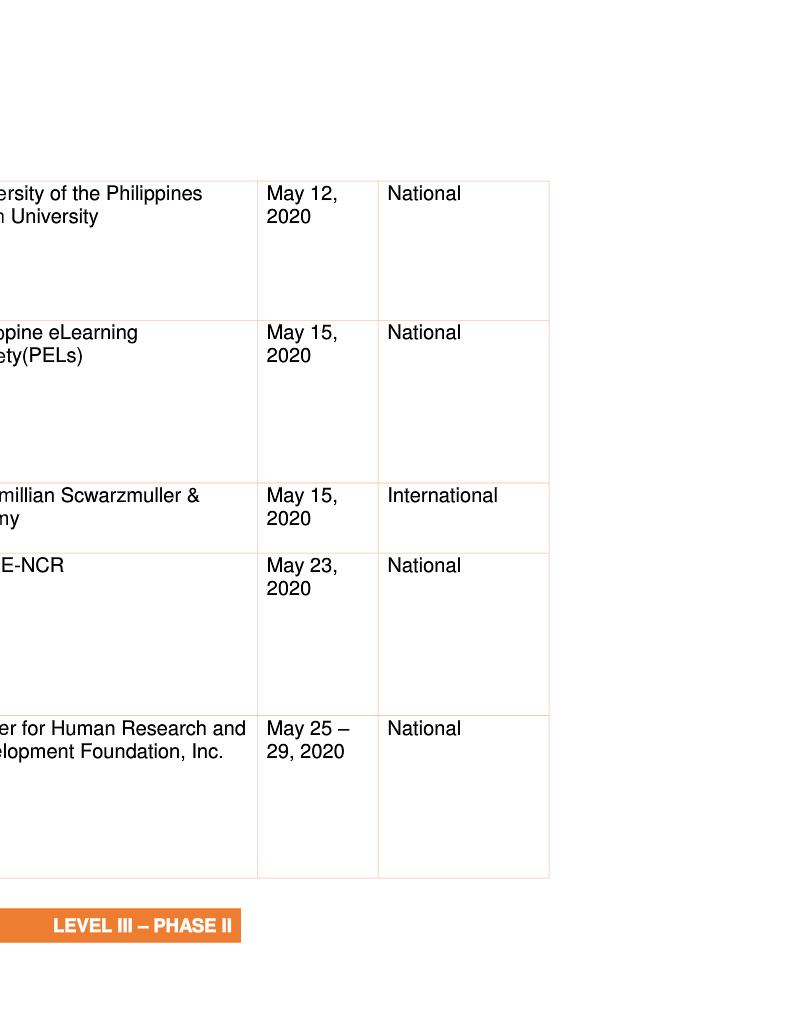 ersity of the Philippines May 12, National
n University 2020
opine eLearning May 15, National
ety(PELs) 2020
millian Scwarzmuller & May 15, International
my 2020
E-NCR May 23, National
2020
er for Human Research and May 25 – National
elopment Foundation, Inc. 29, 2020
LEVEL III – PHASE II